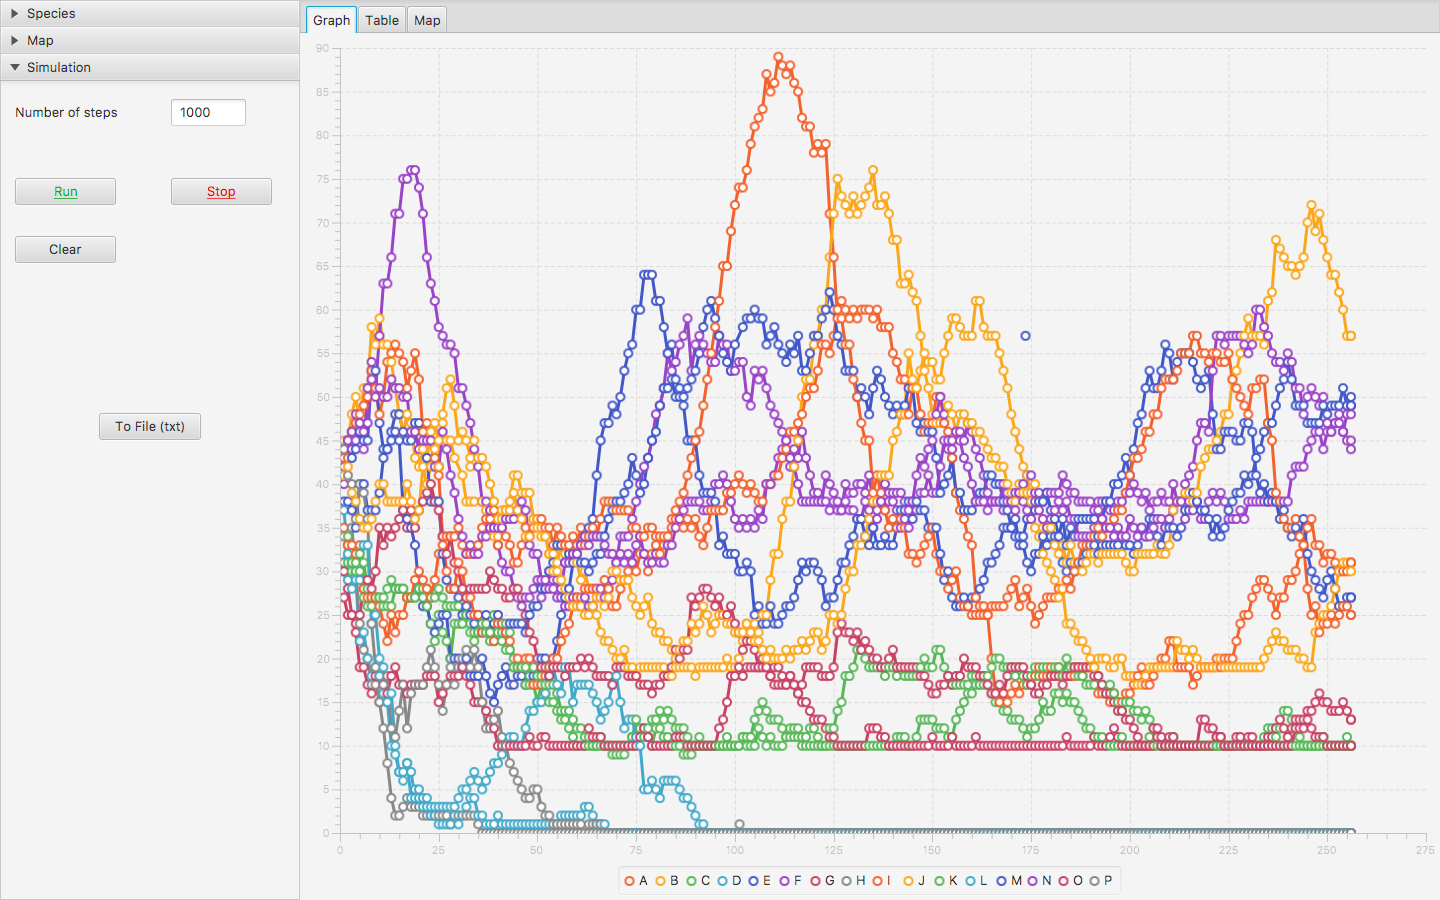 Species
Map
Simulation
Number of steps 1000
Run Stop
Clear
To File (txt)
Graph Table Map
90
85
80
75
70
65
60
55
50
45
40
35
30
25
20
15
10
5
0
0 25 50 75 100 125 150 175 200 225 250 275
A B C D E F G H I J K L M N O P